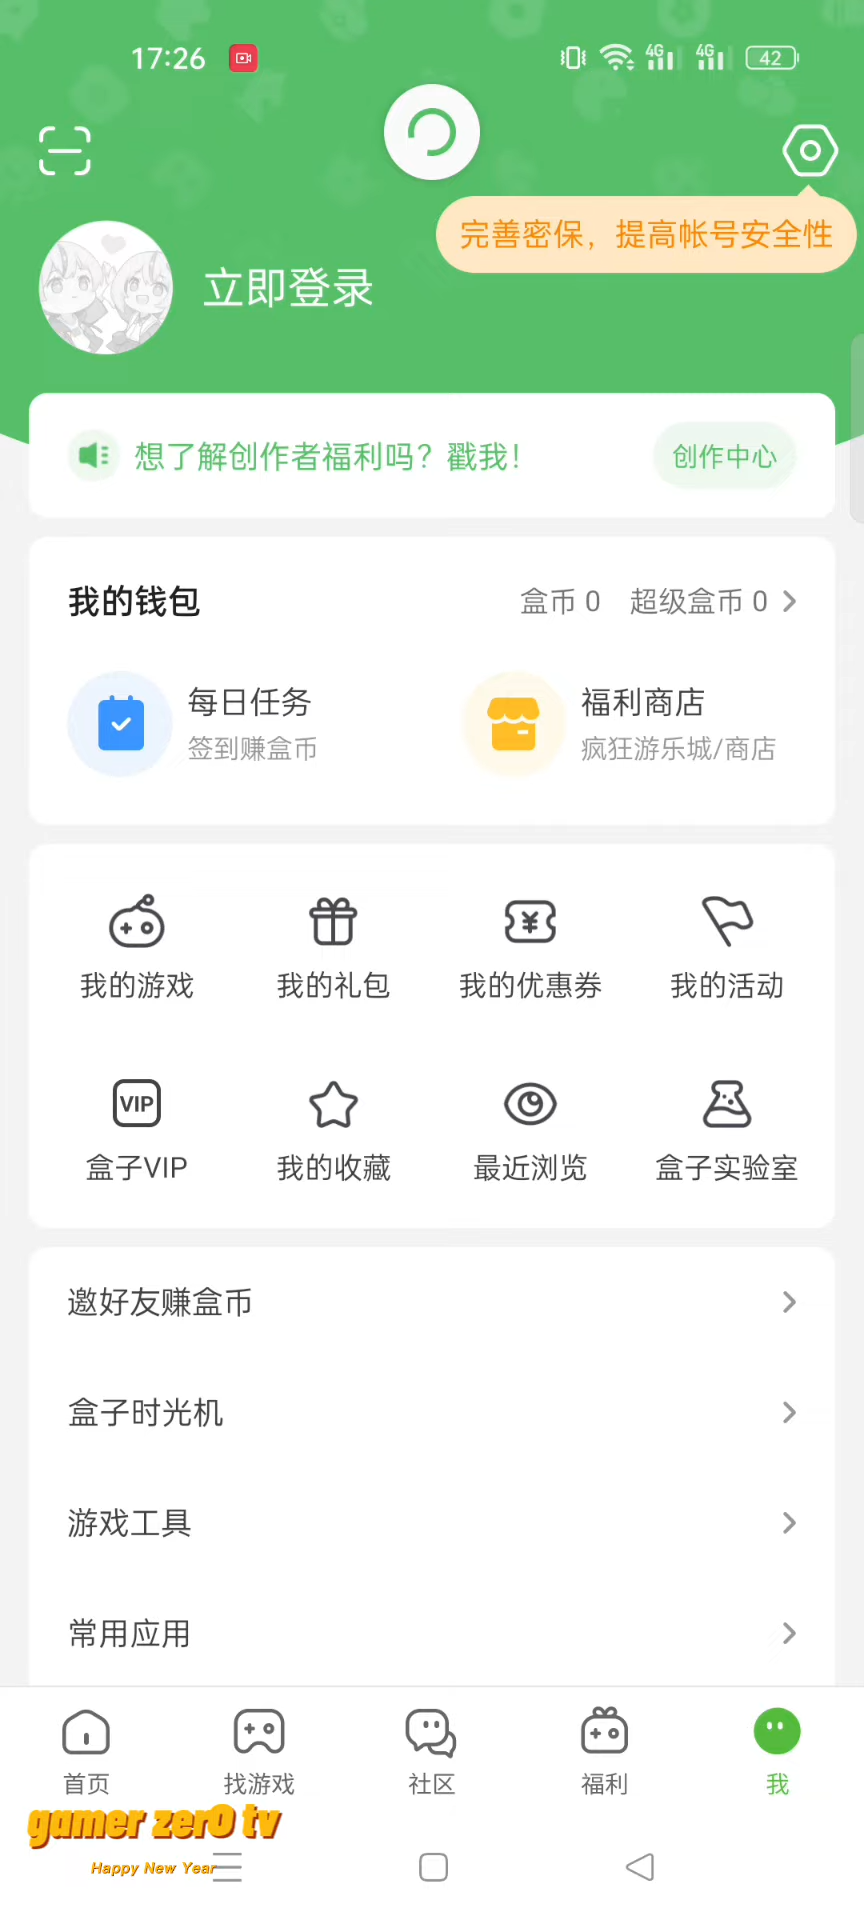 17:26
4G 4G 42
完善密保，提高帐号安全性
立即登录
想了解创作者福利吗？戳我！
创作中心
我的钱包
盒币 0 超级盒币 0
每日任务
签到赚盒币
福利商店
疯狂游乐城/商店
我的游戏 我的礼包 我的优惠券 我的活动
VIP
盒子VIP 我的收藏 最近浏览 盒子实验室
邀好友赚盒币
盒子时光机
游戏工具
常用应用
首页 找游戏 社区 福利 我
gamer zer0 tv
Happy New Year